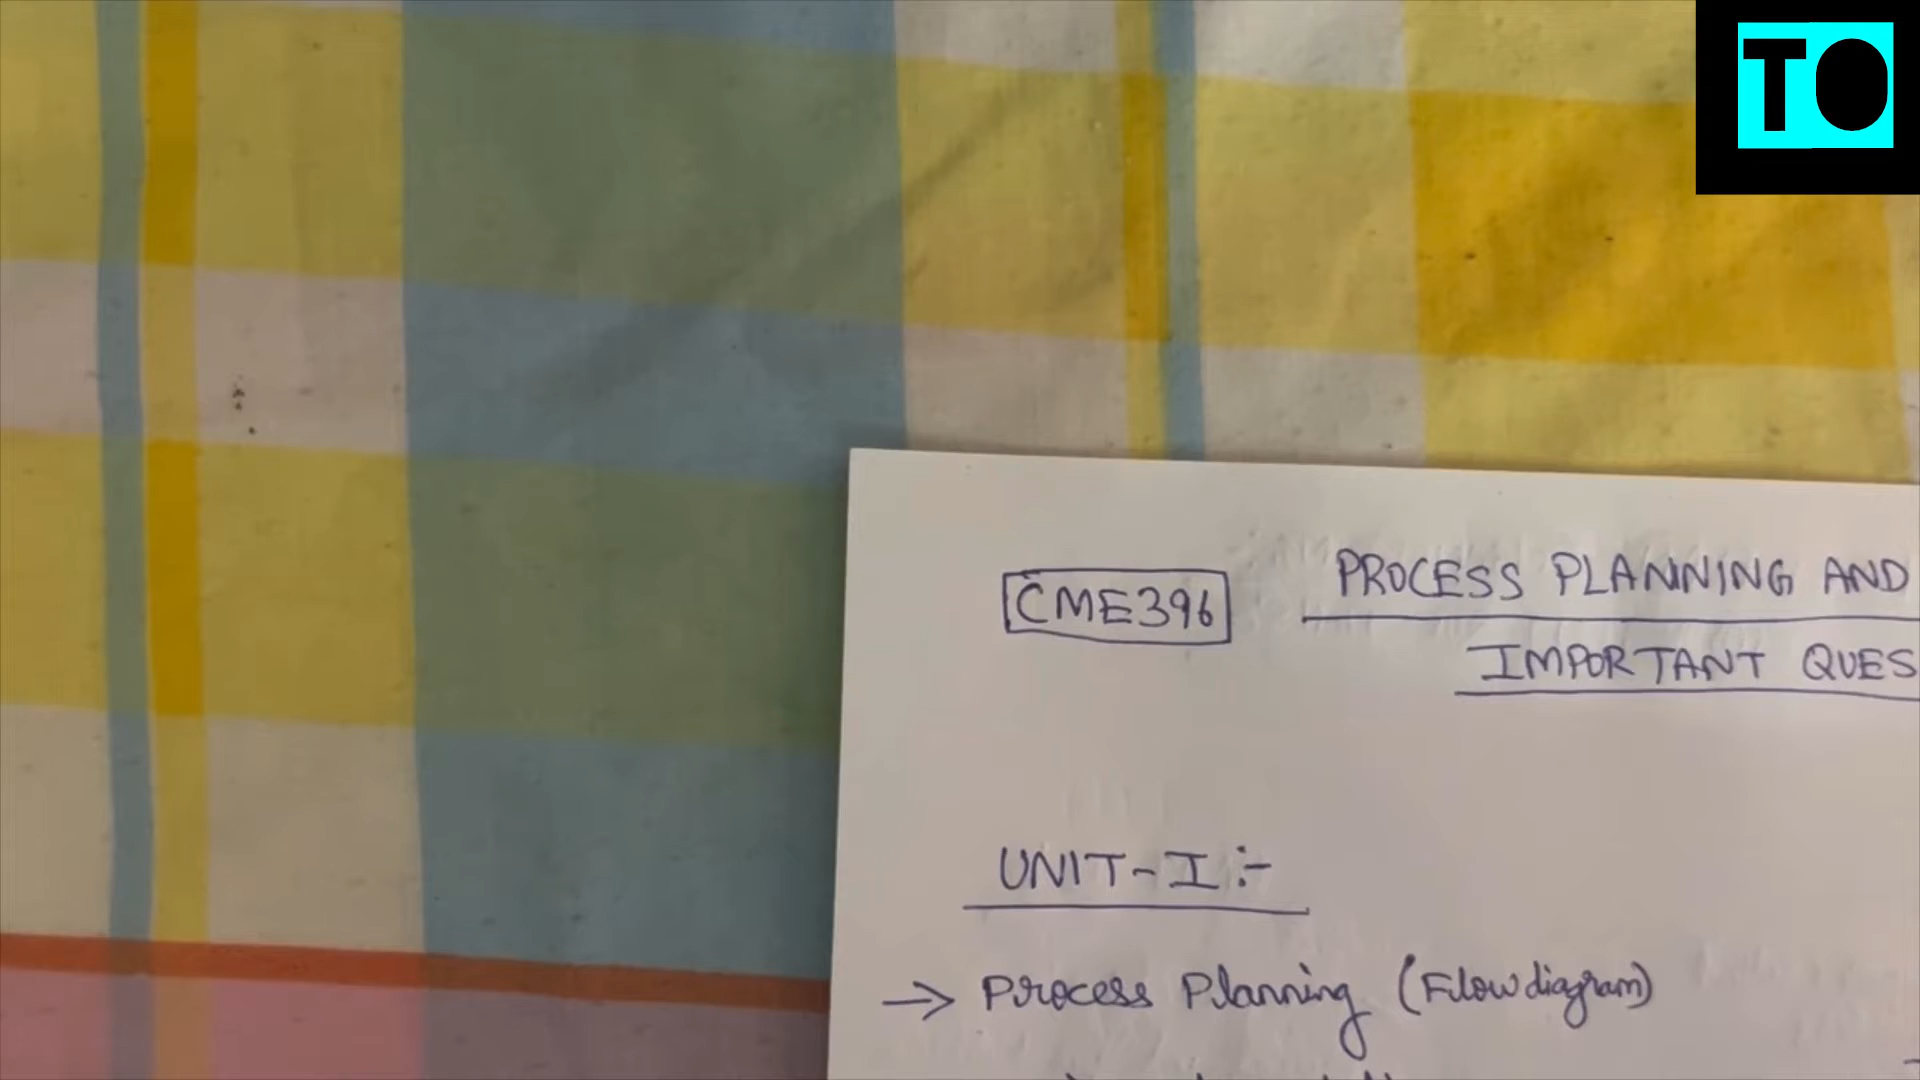 TO
CME396
PROCESS PLANNING AND
IMPORTANT QUES
UNIT-I :-
→ Process Planning (Flow diagram)